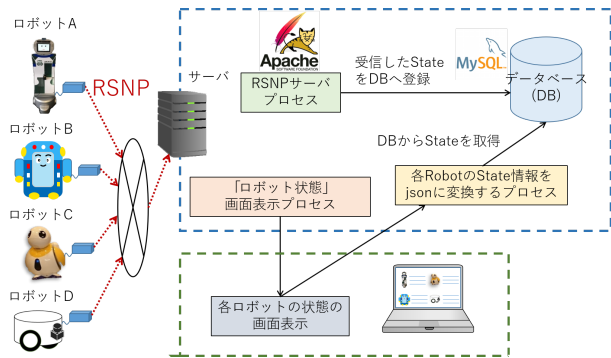 ロボットA
RSNP
ロボットB
ロボットC
ロボットD
サーバ
Apache
SOFTWARE FOUNDATION
RSNPサーバ
プロセス
受信したState
をDBへ登録
MySQL
データベース
(DB)
DBからStateを取得
各RobotのState情報を
jsonに変換するプロセス
「ロボット状態」
画面表示プロセス
各ロボットの状態の
画面表示